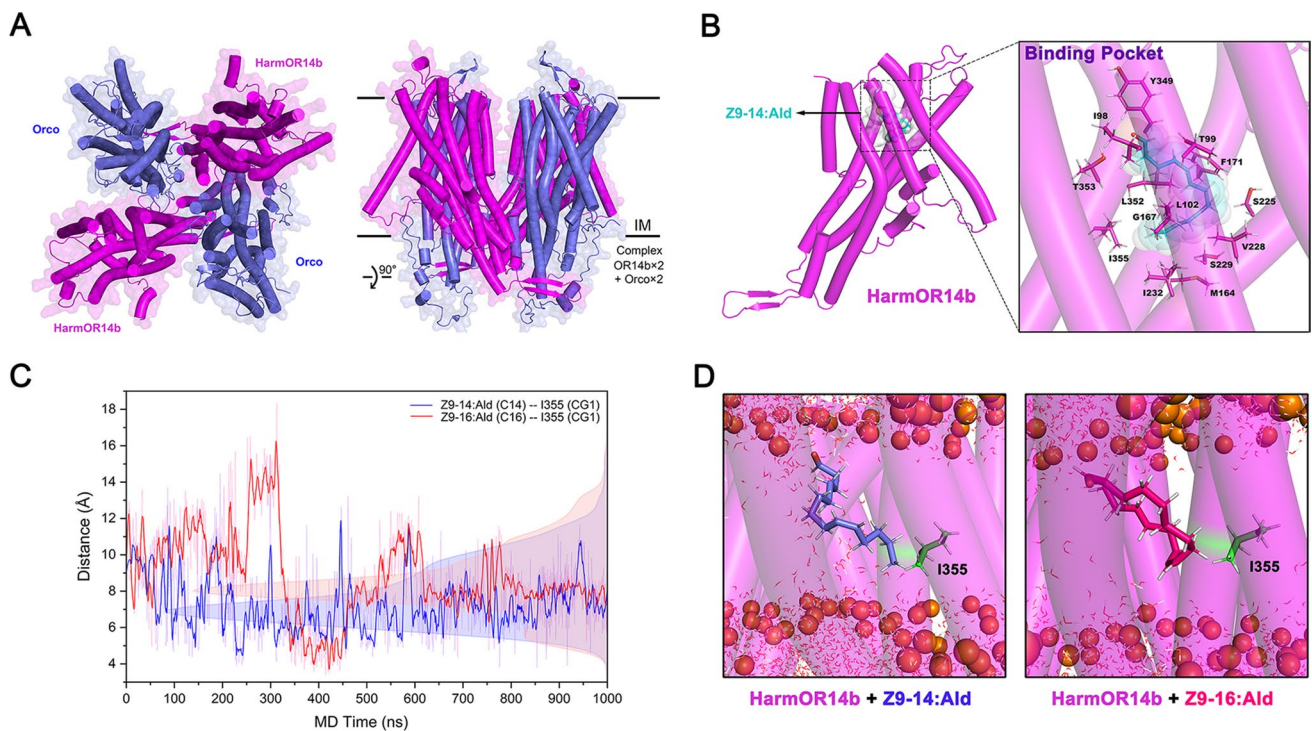 A
HarmOR14b
Orco
Orco
HarmOR14b
90°
IM
Complex
OR14b×2
+ Orco×2
B
Z9-14:Ald
HarmOR14b
Binding Pocket
Y349
I98
T99
F171
T353
L352
L102
S225
G167
V228
I355
S229
I232
M164
C
Z9-14:Ald (C14) -- I355 (CG1)
Z9-16:Ald (C16) -- I355 (CG1)
Distance (Å)
18
16
14
12
10
8
6
4
0 100 200 300 400 500 600 700 800 900 1000
MD Time (ns)
D
I355
I355
HarmOR14b + Z9-14:Ald
HarmOR14b + Z9-16:Ald